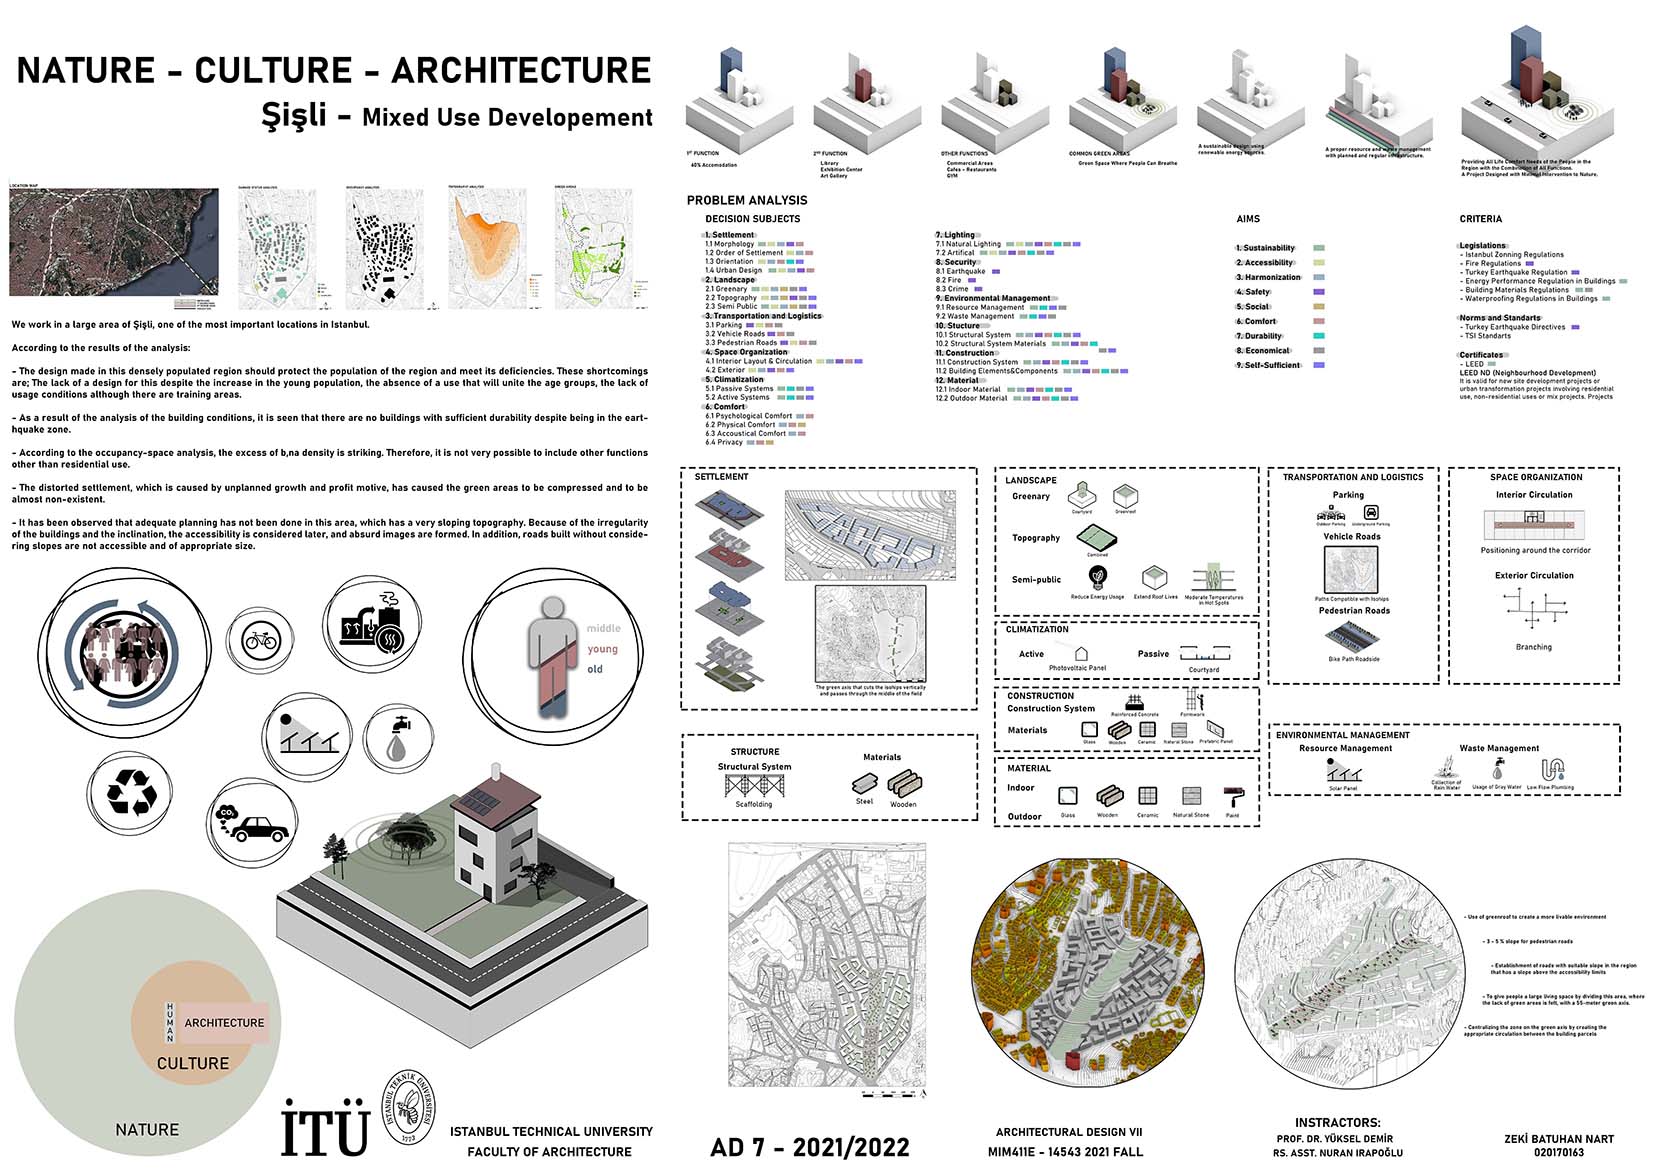 NATURE - CULTURE - ARCHITECTURE
Şişli - Mixed Use Developement
LOCATION MAP
DAMAGE STATUS ANALYSIS
OCCUPANCY ANALYSIS
TOPOGRAPHY ANALYSIS
GREEN AREAS
We work in a large area of Şişli, one of the most important locations in Istanbul.
According to the results of the analysis:
- The design made in this densely populated region should protect the population of the region and meet its deficiencies. These shortcomings
are; The lack of a design for this despite the increase in the young population, the absence of a use that will unite the age groups, the lack of
usage conditions although there are training areas.
- As a result of the analysis of the building conditions, it is seen that there are no buildings with sufficient durability despite being in the eart-
hquake zone.
- According to the occupancy-space analysis, the excess of b,na density is striking. Therefore, it is not very possible to include other functions
other than residential use.
- The distorted settlement, which is caused by unplanned growth and profit motive, has caused the green areas to be compressed and to be
almost non-existent.
- It has been observed that adequate planning has not been done in this area, which has a very sloping topography. Because of the irregularity
of the buildings and the inclination, the accessibility is considered later, and absurd images are formed. In addition, roads built without conside-
ring slopes are not accessible and of appropriate size.
middle
young
old
CO2
HUMAN
ARCHITECTURE
CULTURE
NATURE
İTÜ
İSTANBUL TEKNİK ÜNİVERSİTESİ
1773
ISTANBUL TECHNICAL UNIVERSITY
FACULTY OF ARCHITECTURE
1ST FUNCTION
40% Accomodation
2ND FUNCTION
Library
Exhibition Center
Art Gallery
OTHER FUNCTIONS
Commercial Areas
Cafes - Restaurants
GYM
COMMON GREEN AREAS
Green Space Where People Can Breathe
A sustainable design using
renewable energy sources.
A proper resource and waste management
with planned and regular infrastructure.
Providing All Life Comfort Needs of the People in the
Region with the Combination of All Functions.
A Project Designed with Minimal Intervention to Nature.
PROBLEM ANALYSIS
DECISION SUBJECTS
1. Settlement
1.1 Morphology
1.2 Order of Settlement
1.3 Orientation
1.4 Urban Design
2. Landscape
2.1 Greenary
2.2 Topography
2.3 Semi Public
3. Transportation and Logistics
3.1 Parking
3.2 Vehicle Roads
3.3 Pedestrian Roads
4. Space Organization
4.1 Interior Layout & Circulation
4.2 Exterior
5. Climatization
5.1 Passive Systems
5.2 Active Systems
6. Comfort
6.1 Psychological Comfort
6.2 Physical Comfort
6.3 Accoustical Comfort
6.4 Privacy
7. Lighting
7.1 Natural Lighting
7.2 Artifical
8. Security
8.1 Earthquake
8.2 Fire
8.3 Crime
9. Environmental Management
9.1 Resource Management
9.2 Waste Management
10. Stucture
10.1 Structural System
10.2 Structural System Materials
11. Construction
11.1 Construction System
11.2 Building Elements&Components
12. Material
12.1 Indoor Material
12.2 Outdoor Material
AIMS
1. Sustainability
2. Accessibility
3. Harmonization
4. Safety
5. Social
6. Comfort
7. Durability
8. Economical
9. Self-Sufficient
CRITERIA
Legislations
- Istanbul Zonning Regulations
- Fire Regulations
- Turkey Earthquake Regulation
- Energy Performance Regulation in Buildings
- Building Materials Regulations
- Waterproofing Regulations in Buildings
Norms and Standarts
- Turkey Earthquake Directives
- TSI Standarts
Certificates
- LEED
LEED ND (Neighbourhood Development)
It is valid for new site development projects or
urban transformation projects involving residential
use, non-residential uses or mix projects. Projects
SETTLEMENT
The green axis that cuts the isohips vertically
and passes through the middle of the field
LANDSCAPE
Greenary
Courtyard
Greenroof
Topography
Combined
Semi-public
Reduce Energy Usage
Extend Roof Lives
Moderate Temperatures
in Hot Spots
CLIMATIZATION
Active
Photovoltaic Panel
Passive
Courtyard
CONSTRUCTION
Construction System
Reinforced Concrete
Formwork
Materials
Glass
Wooden
Ceramic
Natural Stone
Prefabric Panel
MATERIAL
Indoor
Outdoor
Glass
Wooden
Ceramic
Natural Stone
Paint
TRANSPORTATION AND LOGISTICS
Parking
Outdoor Parking
Underground Parking
Vehicle Roads
Paths Compatible with Isohips
Pedestrian Roads
Bike Path Roadside
SPACE ORGANIZATION
Interior Circulation
Positioning around the corridor
Exterior Circulation
Branching
STRUCTURE
Structural System
Scaffolding
Materials
Steel
Wooden
ENVIRONMENTAL MANAGEMENT
Resource Management
Solar Panel
Waste Management
Collection of
Rain Water
Usage of Gray Water
Low Flow Plumbing
- Use of greenroof to create a more livable environment
- 3 - 5 % slope for pedestrian roads
- Establishment of roads with suitable slope in the region
that has a slope above the accessibility limits
- To give people a large living space by dividing this area, where
the lack of green areas is felt, with a 55-meter green axis.
- Centralizing the zone on the green axis by creating the
appropriate circulation between the building parcels
AD 7 - 2021/2022
ARCHITECTURAL DESIGN VII
MIM411E - 14543 2021 FALL
INSTRACTORS:
PROF. DR. YÜKSEL DEMİR
RS. ASST. NURAN IRAPOĞLU
ZEKİ BATUHAN NART
020170163